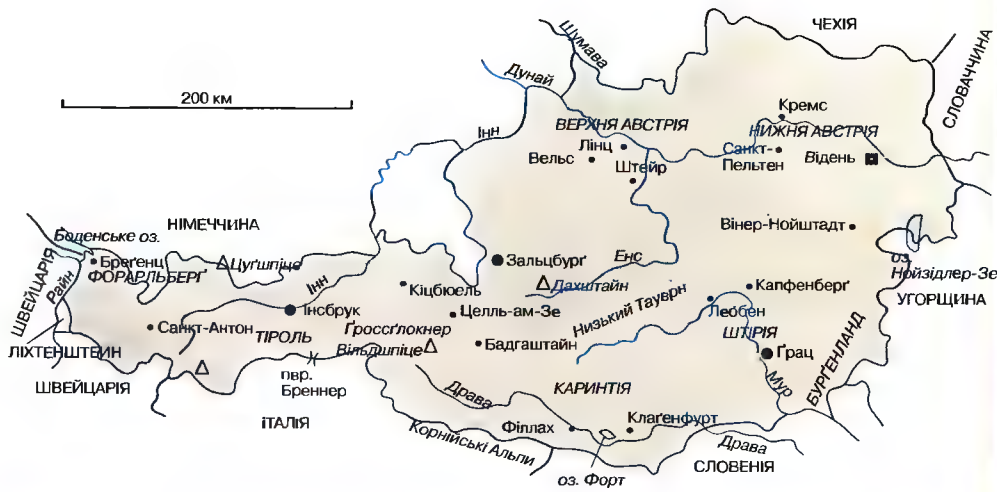 ЧЕХІЯ
СЛОВАЧЧИНА
Шумава
Дунай
200 км
Інн
ВЕРХНЯ АВСТРІЯ
Кремс
НИЖНЯ АВСТРІЯ
Лінц
Вельс
Штейр
Санкт-
Пельтен
Відень
НІМЕЧЧИНА
Боденське оз.
Бреґенц
ФОРАРЛЬБЕРҐ
Цуґшпіце
Вінер-Нойштадт
Зальцбурґ
Енс
оз.
Нойзідлер-Зе
ШВЕЙЦАРІЯ
Райн
Інн
Кіцбюель
Дахштайн
Капфенберґ
УГОРЩИНА
Інсбрук
Санкт-Антон
ТІРОЛЬ
Ґроссґлокнер
Целль-ам-Зе
Низький Тауврн
Леобен
ШТІРІЯ
ЛІХТЕНШТЕИН
Вільдшпіце
Бадгаштайн
Ґрац
ШВЕЙЦАРІЯ
пвр.
Бреннер
КАРИНТІЯ
Мур
БУРҐЕНЛАНД
ІТАЛІЯ
Драва
Філлах
Клаґенфурт
Корнійські Альпи
Драва
СЛОВЕНІЯ
оз. Форт